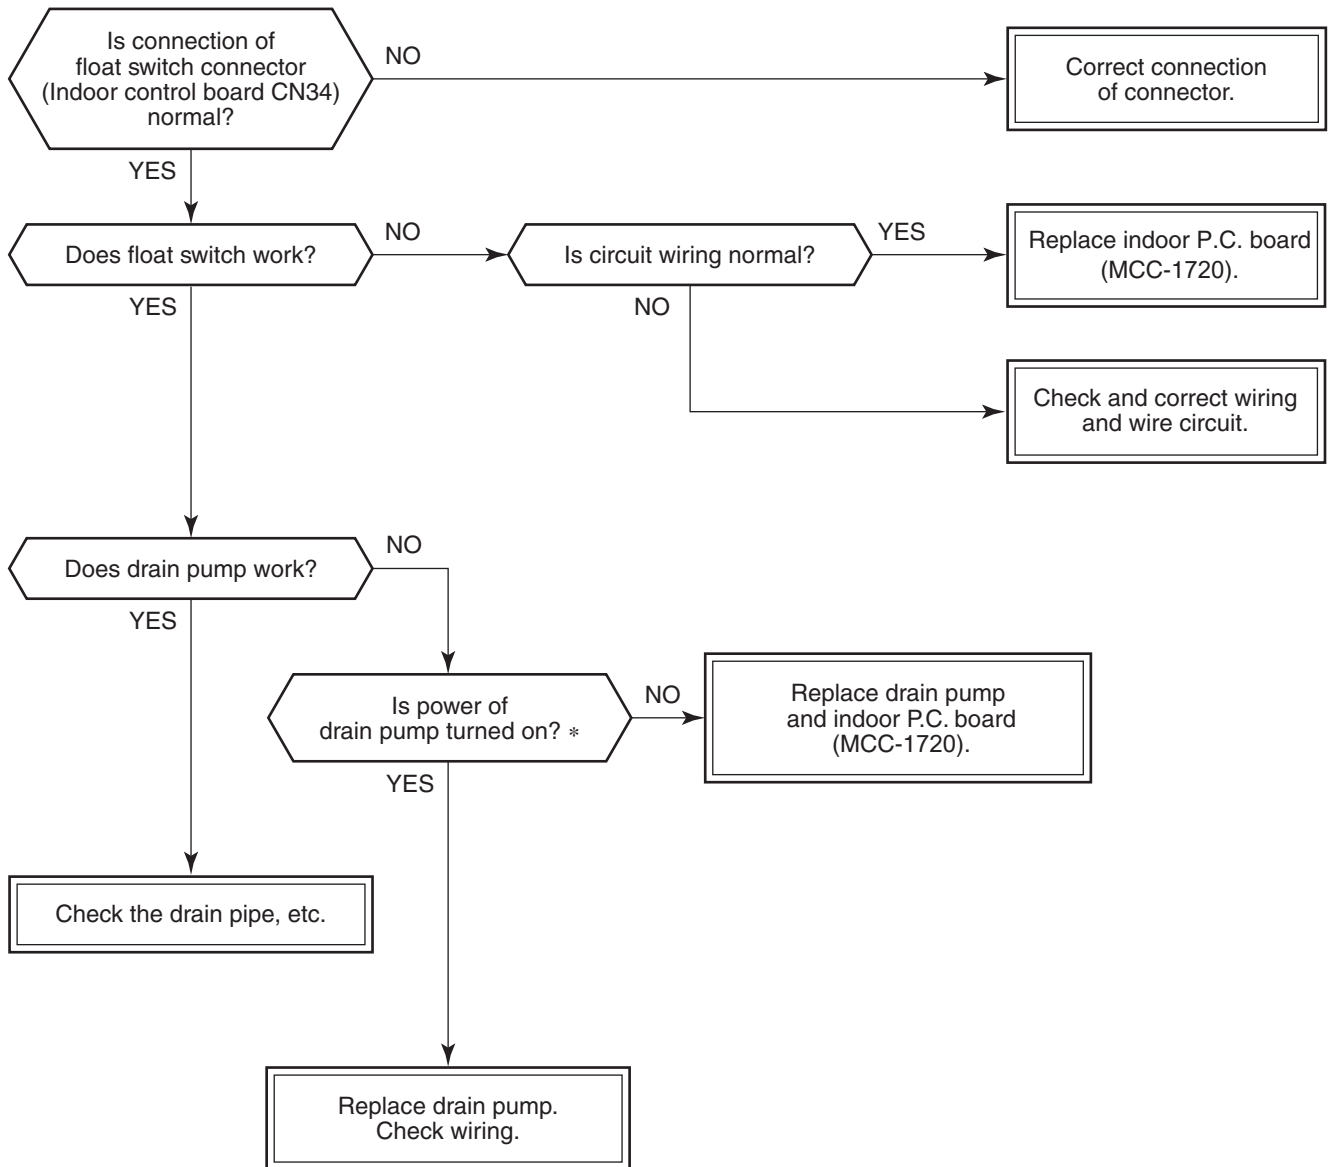 Is connection of
float switch connector
(Indoor control board CN34)
normal?
NO
Correct connection
of connector.
YES
Does float switch work?
NO
Is circuit wiring normal?
YES
Replace indoor P.C. board
(MCC-1720).
YES
NO
Check and correct wiring
and wire circuit.
Does drain pump work?
NO
YES
Is power of
drain pump turned on? *
NO
Replace drain pump
and indoor P.C. board
(MCC-1720).
YES
Check the drain pipe, etc.
Replace drain pump.
Check wiring.